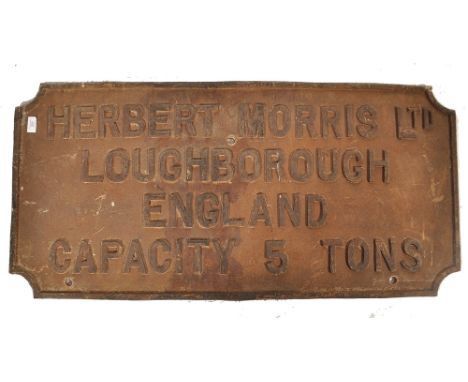 HERBERT MORRIS LTD
LOUGHBOROUGH
ENGLAND
CAPACITY 5 TONS